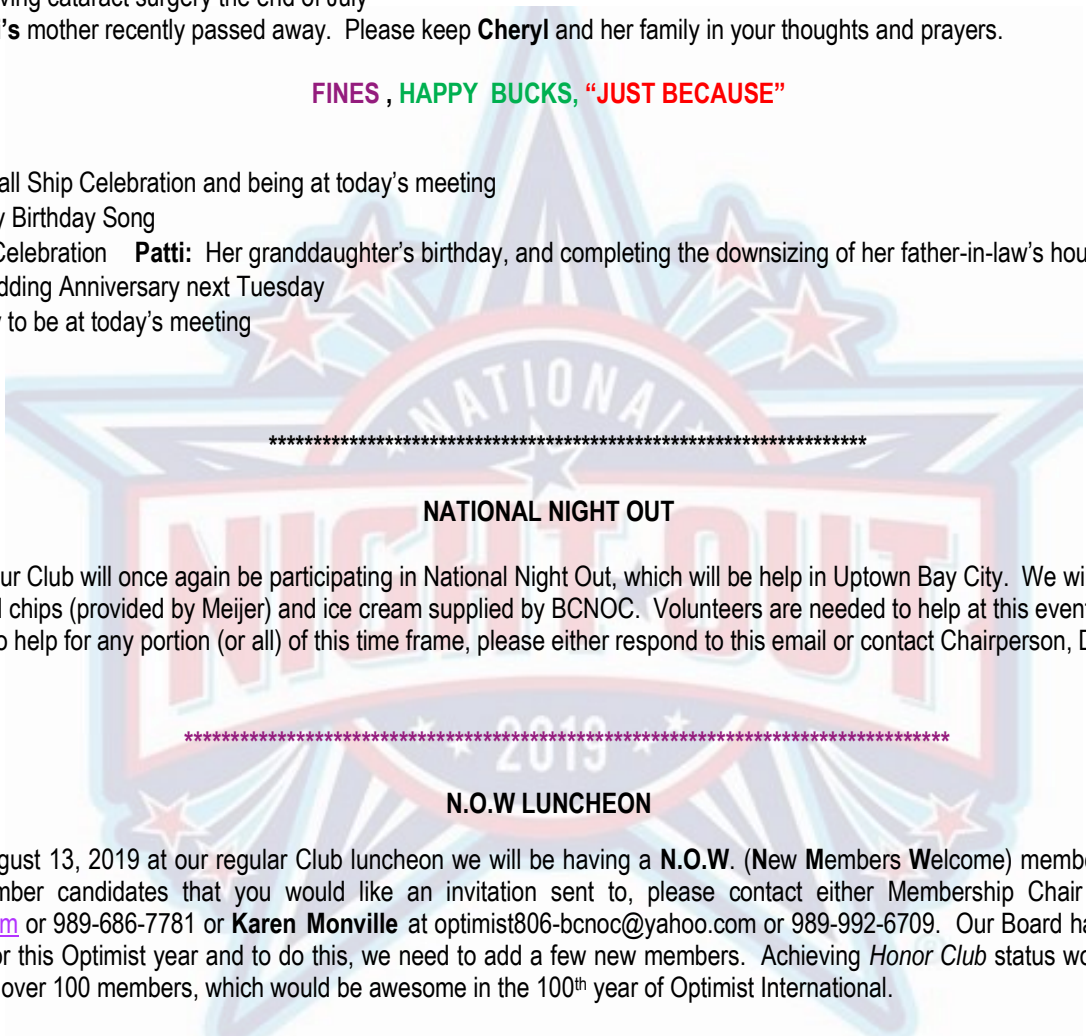 ving cataract surgery the end of July
l's mother recently passed away. Please keep Cheryl and her family in your thoughts and prayers.
FINES , HAPPY BUCKS, “JUST BECAUSE”
all Ship Celebration and being at today’s meeting
y Birthday Song
Celebration Patti: Her granddaughter’s birthday, and completing the downsizing of her father-in-law’s hou
dding Anniversary next Tuesday
y to be at today’s meeting
NATIONAL
*******************************************************************
NIGHT OUT
NATIONAL NIGHT OUT
ur Club will once again be participating in National Night Out, which will be help in Uptown Bay City. We wi
l chips (provided by Meijer) and ice cream supplied by BCNOC. Volunteers are needed to help at this event
o help for any portion (or all) of this time frame, please either respond to this email or contact Chairperson, D
**************************************************************************************
2019
N.O.W LUNCHEON
gust 13, 2019 at our regular Club luncheon we will be having a N.O.W. (New Members Welcome) membe
mber candidates that you would like an invitation sent to, please contact either Membership Chair
m or 989-686-7781 or Karen Monville at optimist806-bcnoc@yahoo.com or 989-992-6709. Our Board ha
or this Optimist year and to do this, we need to add a few new members. Achieving Honor Club status wo
over 100 members, which would be awesome in the 100th year of Optimist International.